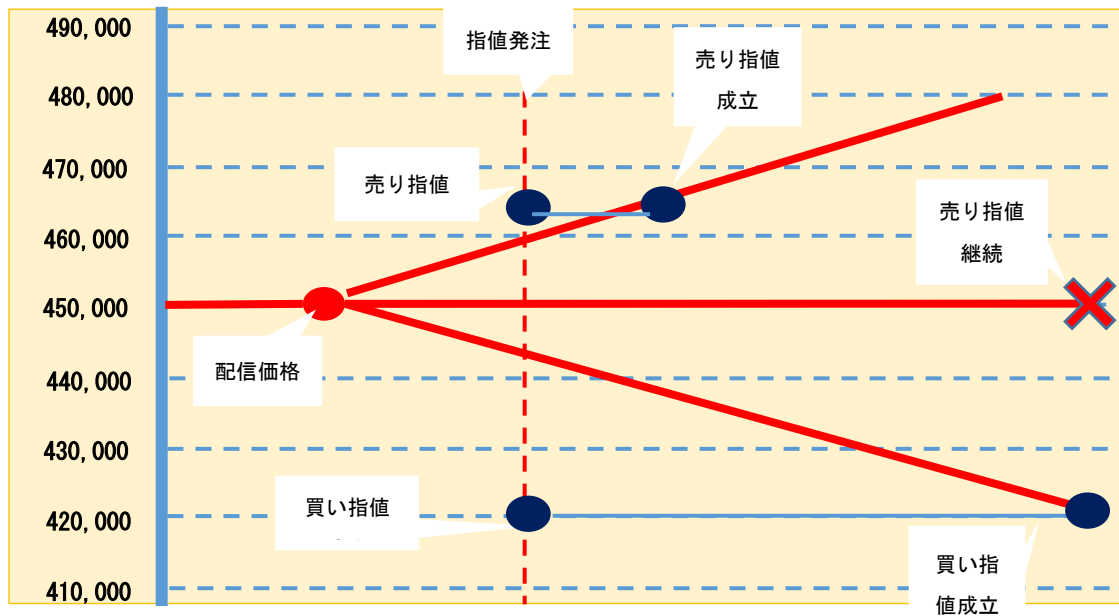 490,000
指値発注
売り指値
成立
480,000
470,000
売り指値
売り指値
継続
460,000
450,000
配信価格
440,000
430,000
買い指値
420,000
買い指
値成立
410,000